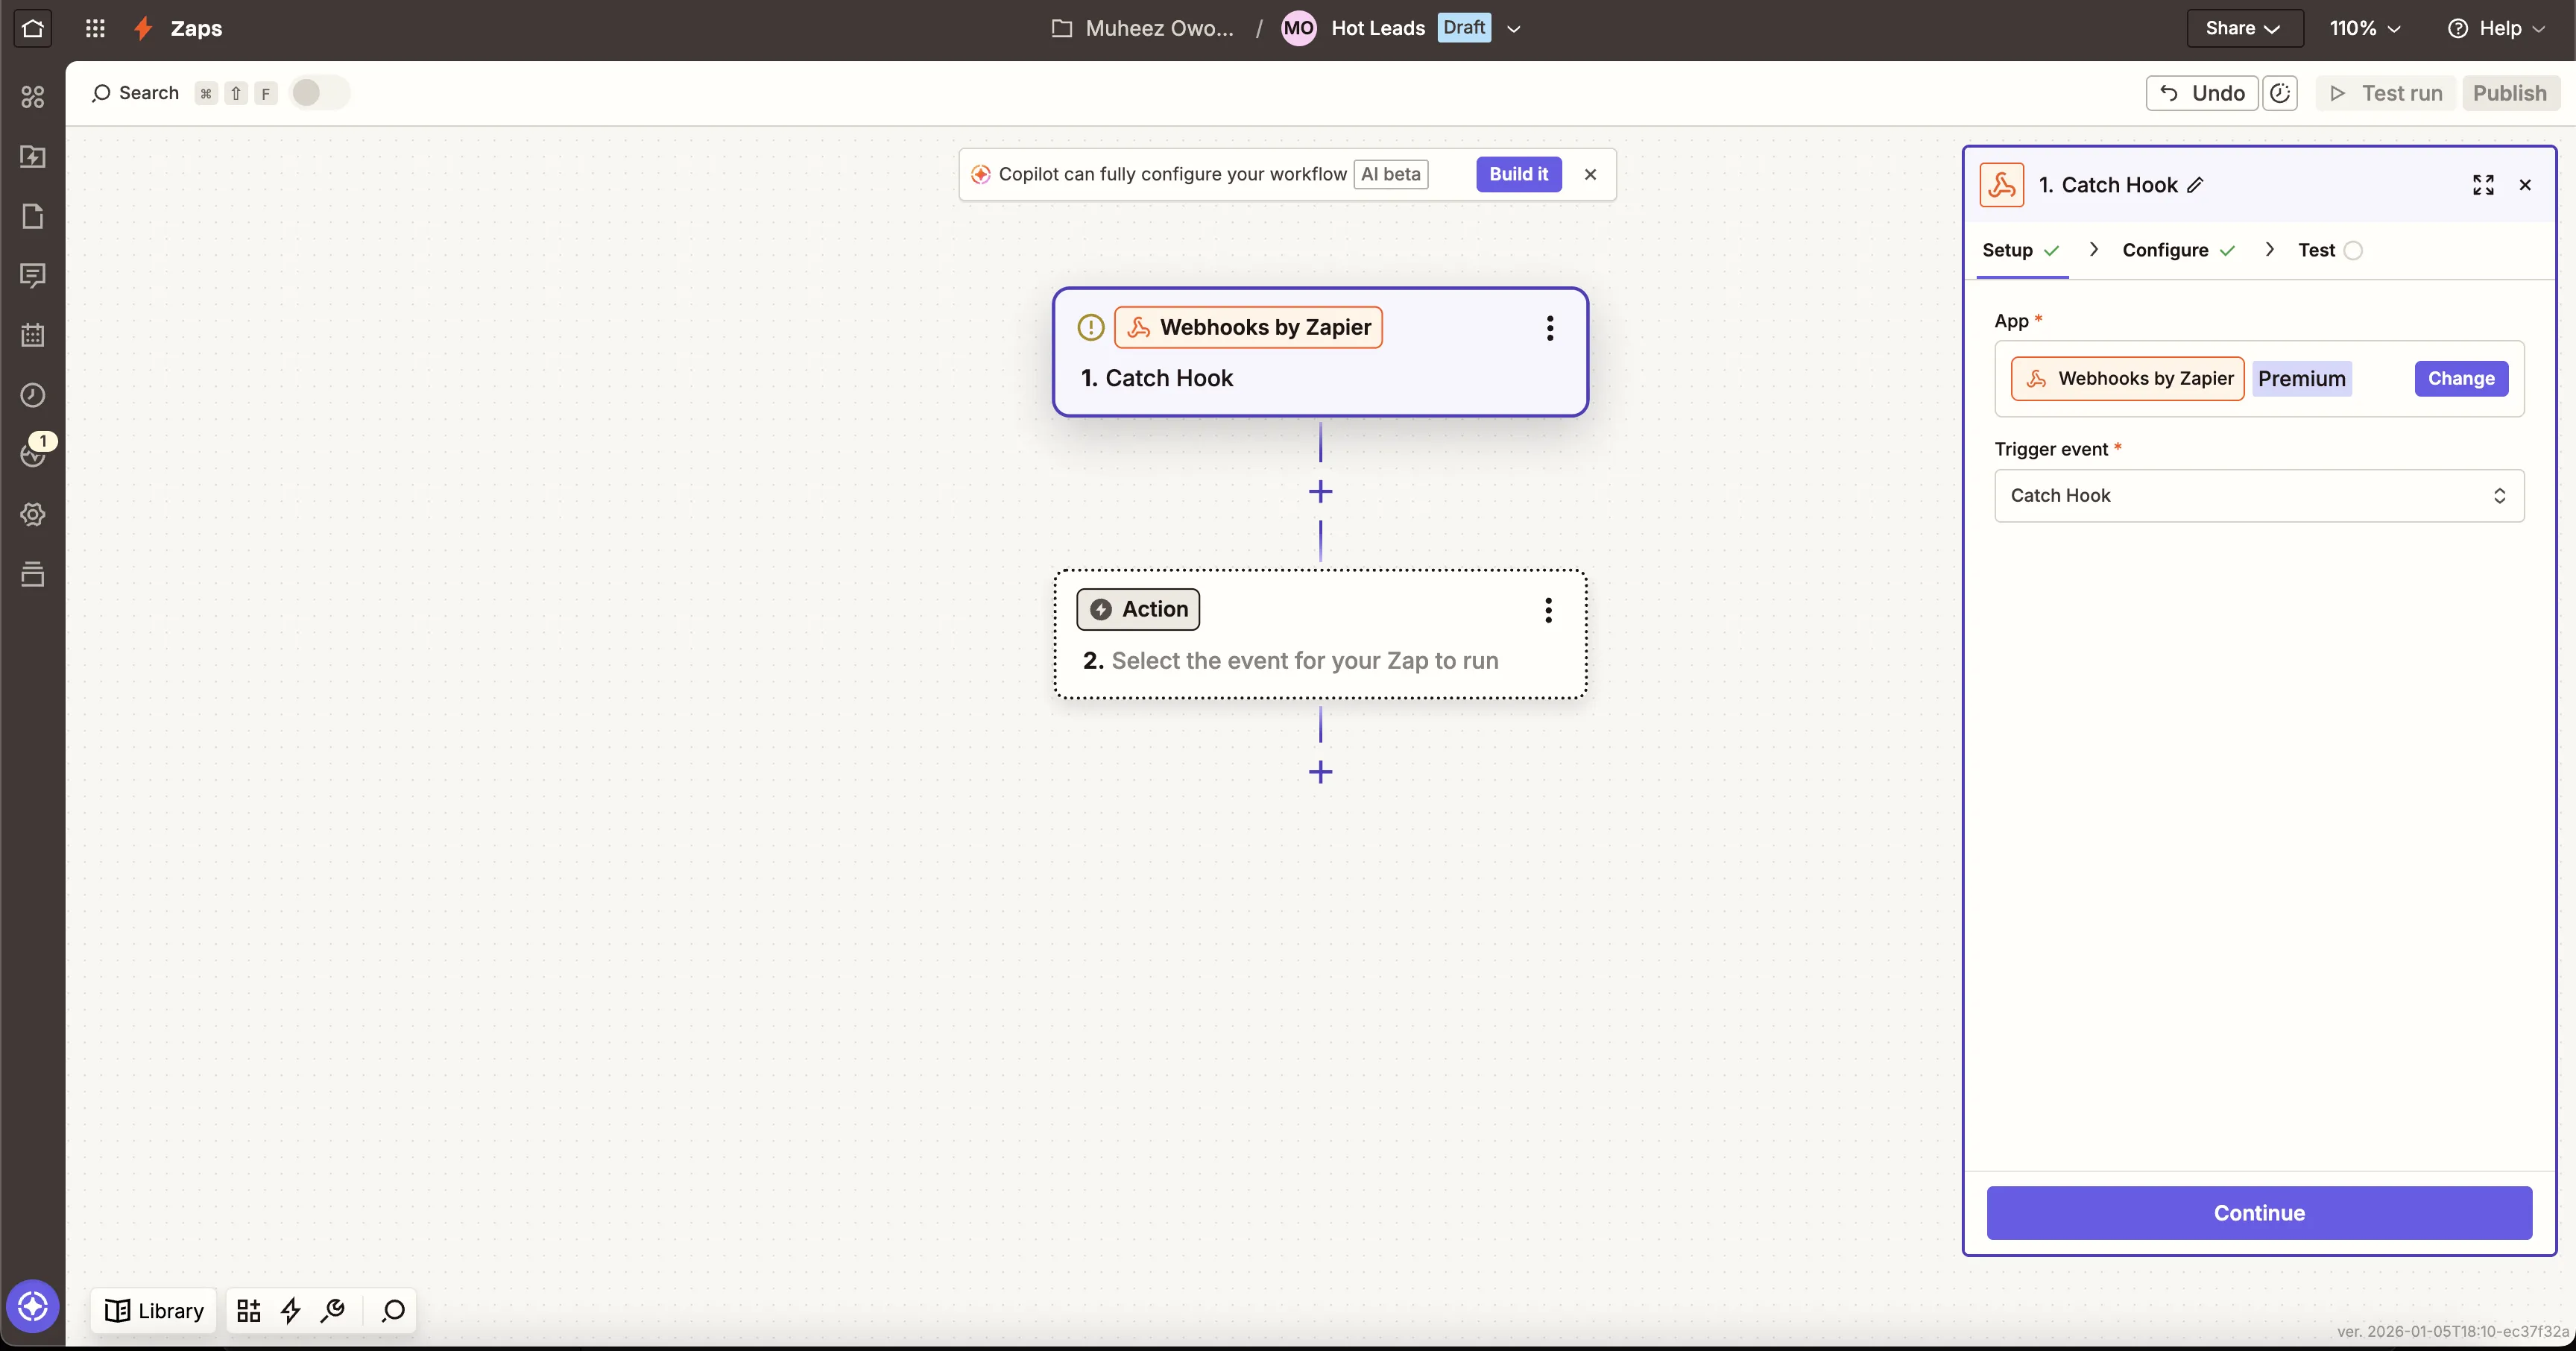 Zaps
Muheez Owo... / MO Hot Leads Draft
Share
110%
Help
Search ⌘ ⇧ F
Undo
Test run
Publish
1
Copilot can fully configure your workflow AI beta Build it
Webhooks by Zapier
1. Catch Hook
Action
2. Select the event for your Zap to run
1. Catch Hook
Setup
Configure
Test
App *
Webhooks by Zapier Premium Change
Trigger event *
Catch Hook
Continue
Library
ver. 2026-01-05T18:10-ec37f32a